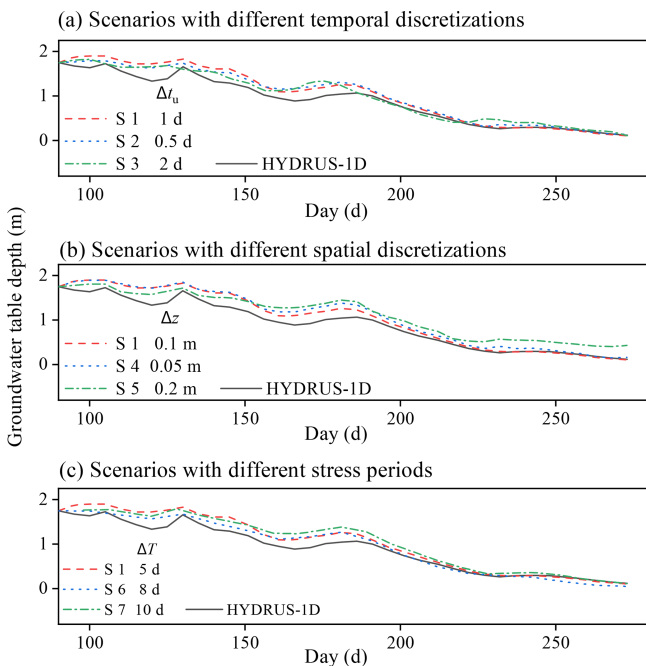 (a) Scenarios with different temporal discretizations
2
1
0
Δtu
S 1 1 d
S 2 0.5 d
S 3 2 d
HYDRUS-1D
100 150 200 250
Day (d)
Groundwater table depth (m)
(b) Scenarios with different spatial discretizations
2
1
0
Δz
S 1 0.1 m
S 4 0.05 m
S 5 0.2 m
HYDRUS-1D
100 150 200 250
Day (d)
(c) Scenarios with different stress periods
2
1
0
ΔT
S 1 5 d
S 6 8 d
S 7 10 d
HYDRUS-1D
100 150 200 250
Day (d)